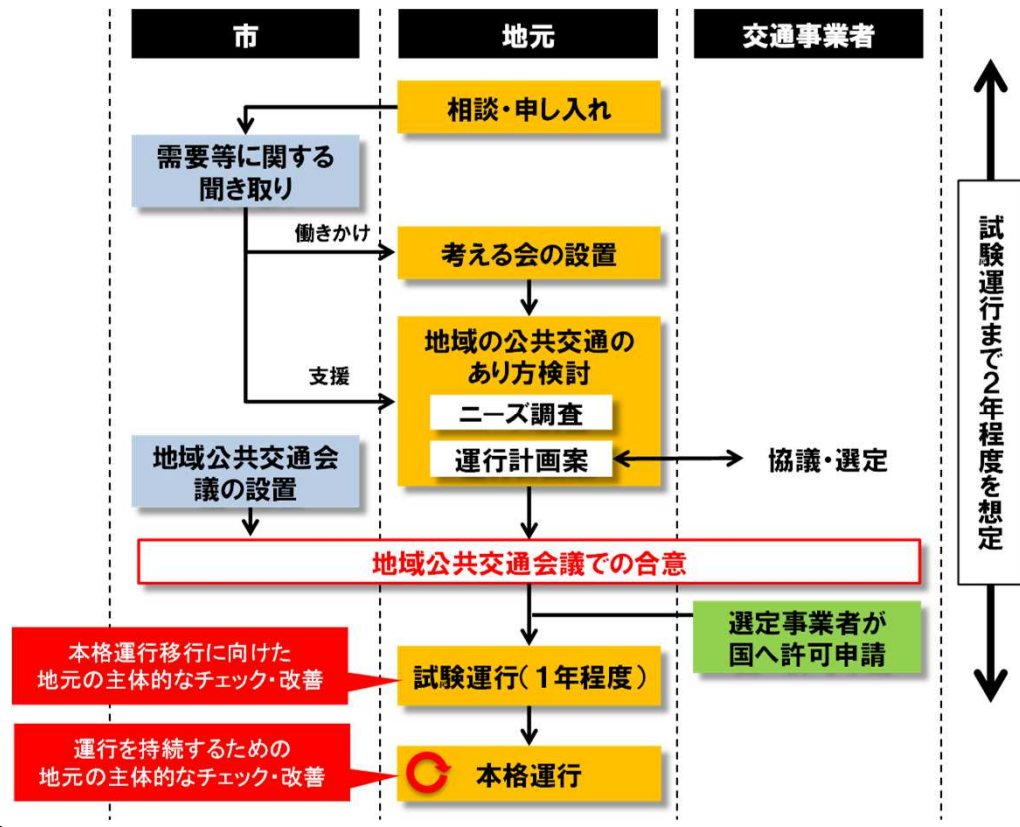 市
地元
交通事業者
相談・申し入れ
需要等に関する
聞き取り
働きかけ
考える会の設置
地域の公共交通の
あり方検討
支援
ニーズ調査
運行計画案
協議・選定
地域公共交通会
議の設置
地域公共交通会議での合意
選定事業者が
国へ許可申請
本格運行移行に向けた
地元の主体的なチェック・改善
試験運行(1年程度)
運行を持続するための
地元の主体的なチェック・改善
本格運行
試験運行まで2年程度を想定